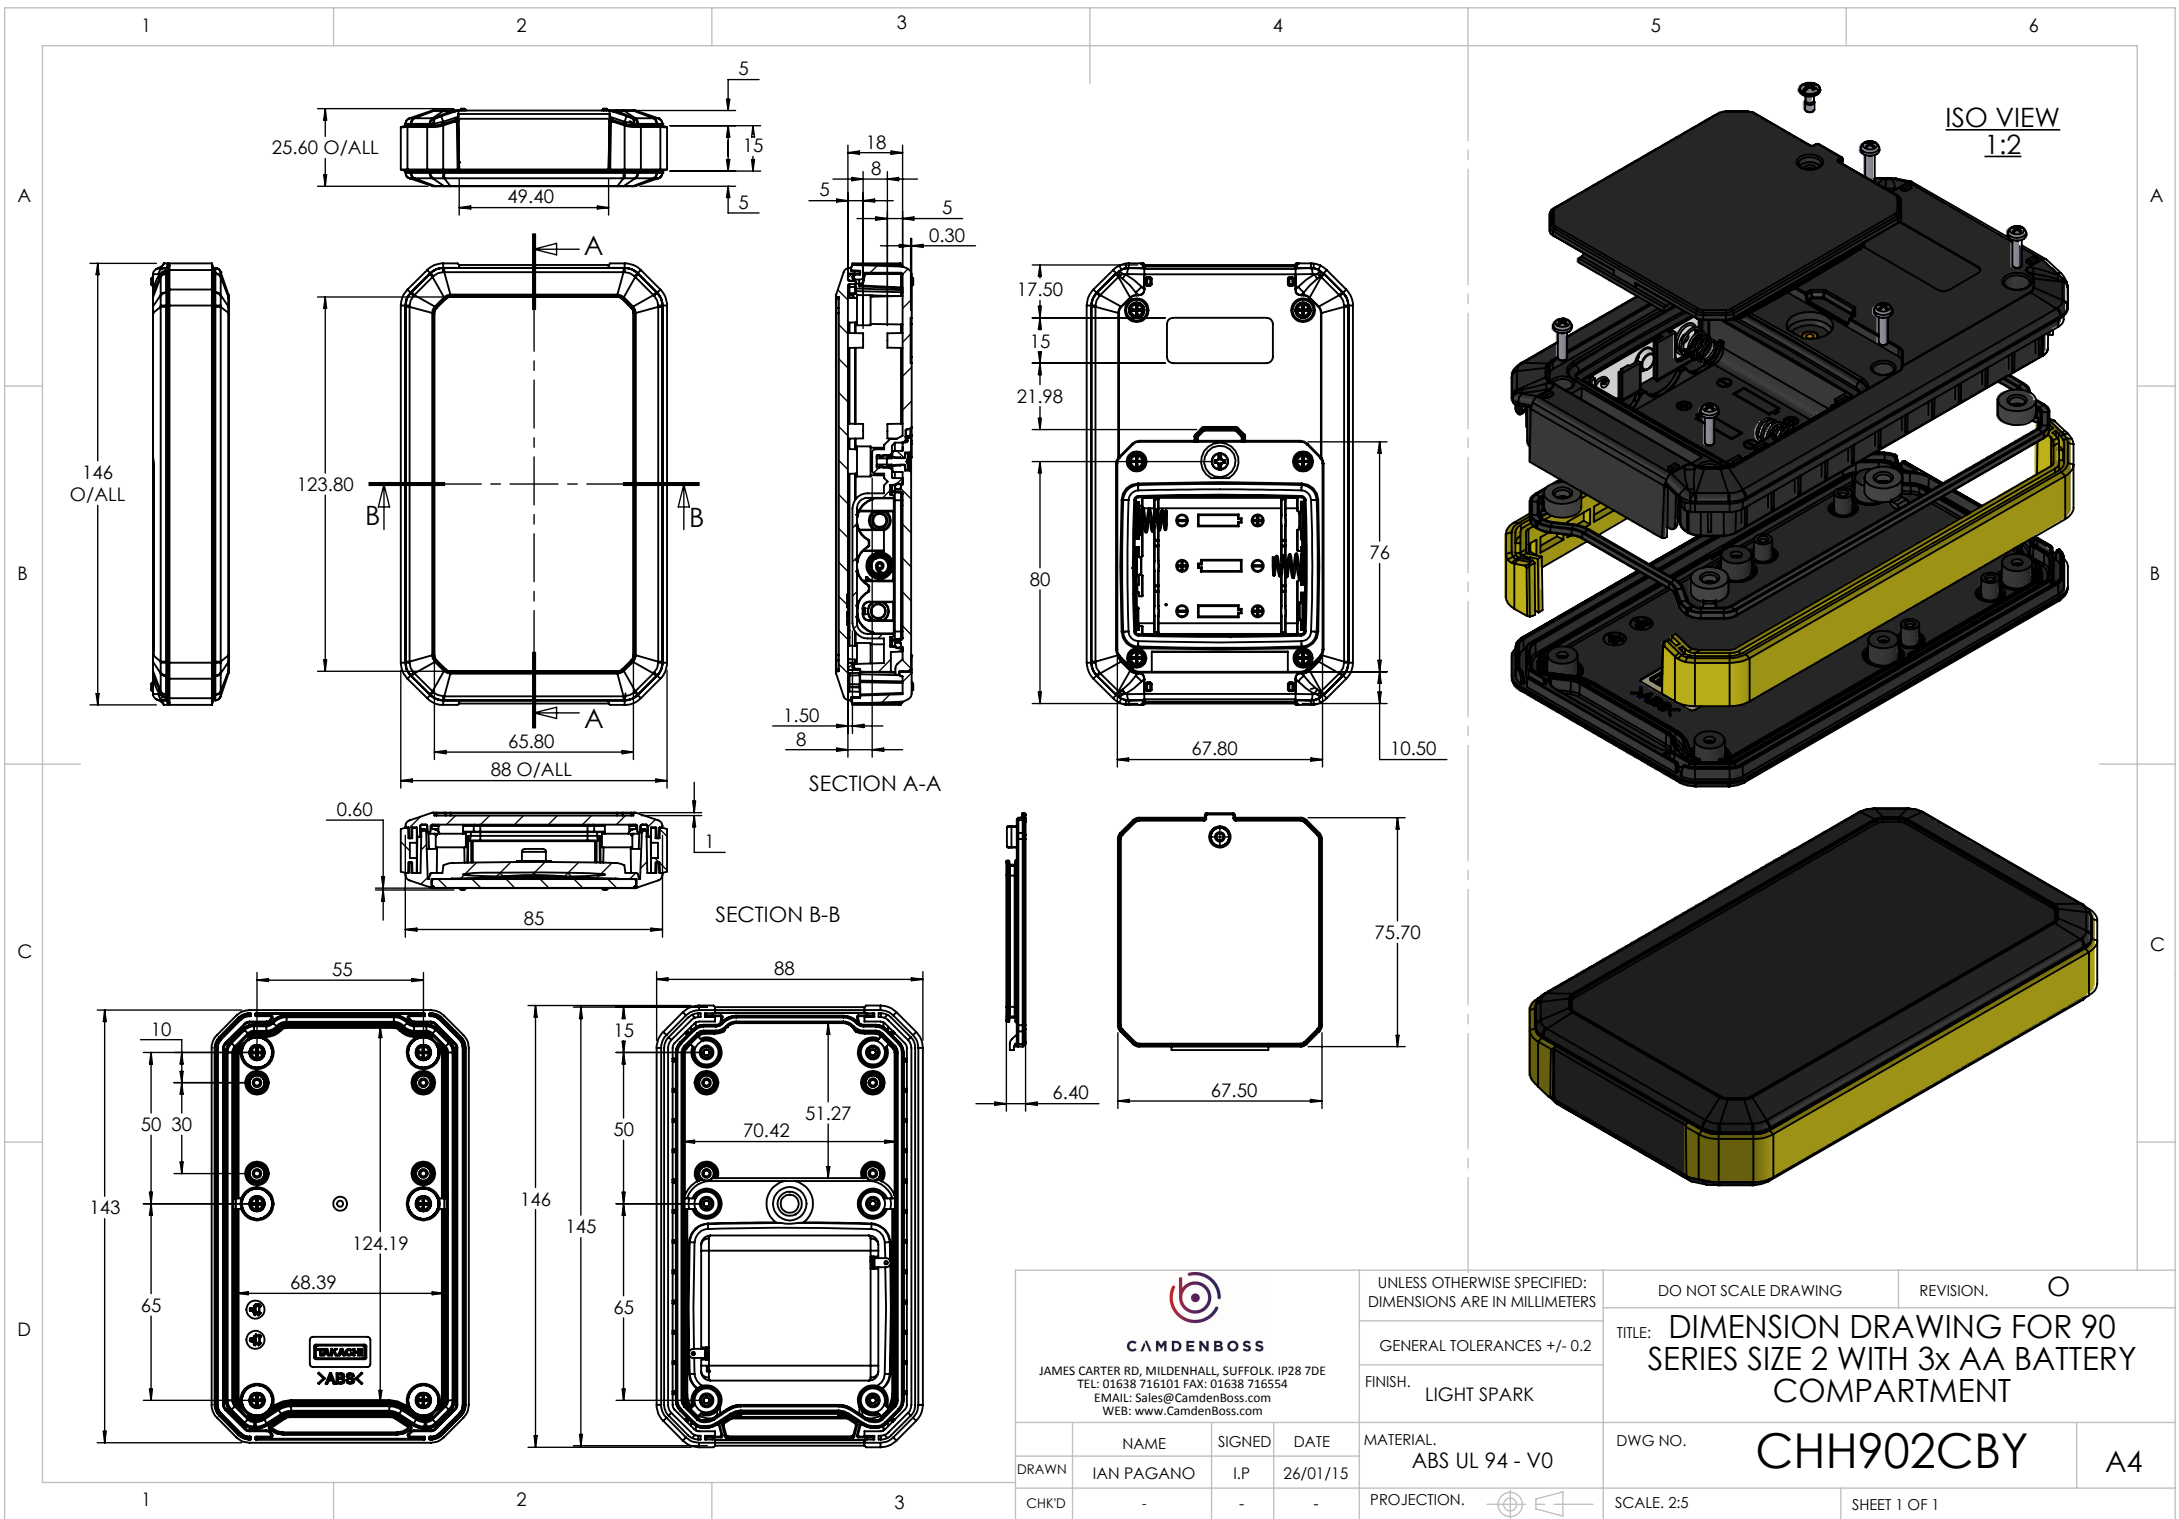 1
2
3
4
5
6
A
A
B
B
C
C
D
1
2
3
5
25.60 O/ALL
15
49.40
5
18
8
5
5
0.30
ISO VIEW
1:2
A
146
O/ALL
123.80
B
B
A
65.80
88 O/ALL
1.50
8
SECTION A-A
17.50
15
21.98
80
76
67.80
10.50
0.60
1
85
SECTION B-B
75.70
6.40
67.50
55
10
50
30
143
124.19
68.39
65
TAKACHI
>ABS<
88
15
51.27
50
70.42
146
145
65
CAMDENBOSS
JAMES CARTER RD, MILDENHALL, SUFFOLK. IP28 7DE
TEL: 01638 716101 FAX: 01638 716554
EMAIL: Sales@CamdenBoss.com
WEB: www.CamdenBoss.com
NAME
SIGNED
DATE
DRAWN
IAN PAGANO
I.P
26/01/15
CHK'D
-
-
-
UNLESS OTHERWISE SPECIFIED:
DIMENSIONS ARE IN MILLIMETERS
GENERAL TOLERANCES +/- 0.2
FINISH.
LIGHT SPARK
MATERIAL.
ABS UL 94 - V0
PROJECTION.
DO NOT SCALE DRAWING
REVISION.
O
TITLE: DIMENSION DRAWING FOR 90
SERIES SIZE 2 WITH 3x AA BATTERY
COMPARTMENT
DWG NO.
CHH902CBY
A4
SCALE. 2:5
SHEET 1 OF 1